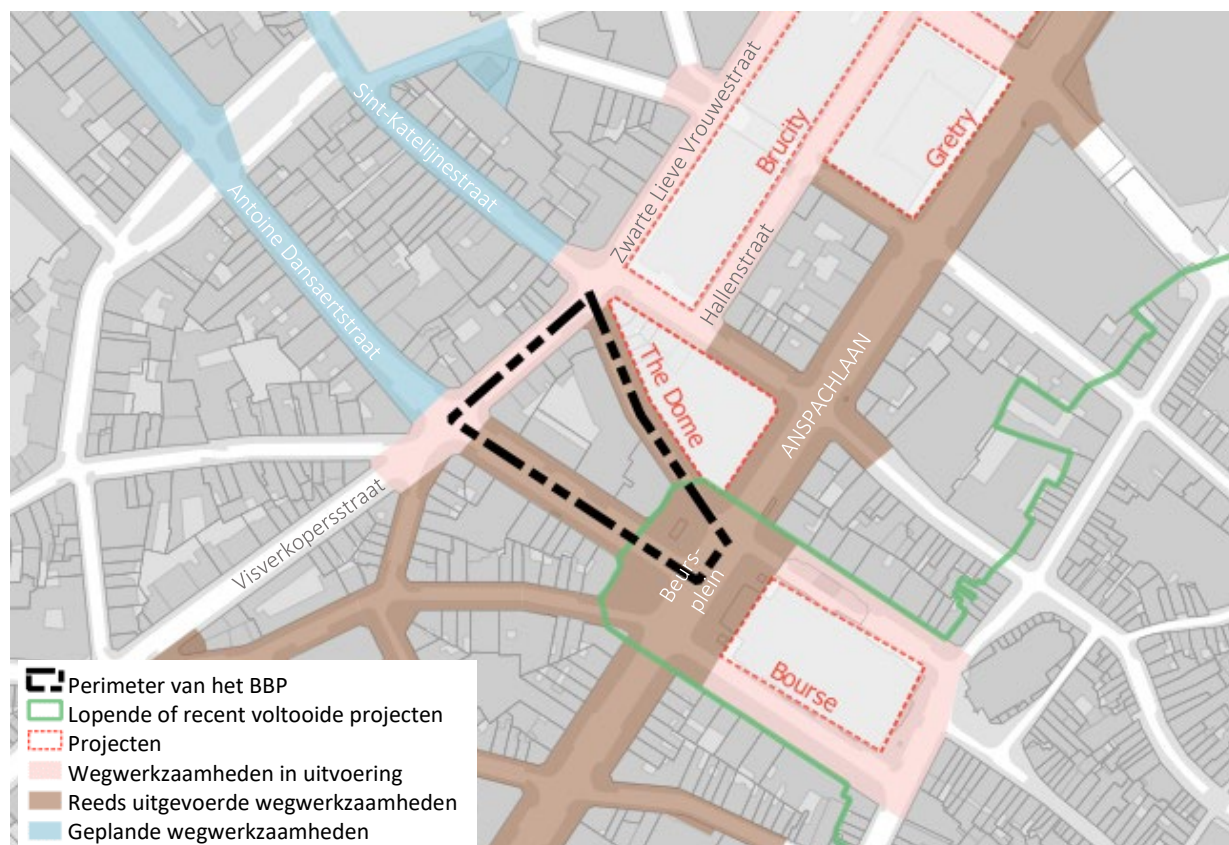 Sint-Katelijnestraat
Zwarte Lieve Vrouwestraat
Brucity
Gretry
Antoine Dansaertstraat
Hallenstraat
The Dome
ANSPACHLAAN
Visverkopersstraat
Beurs-
plein
Bourse
Perimeter van het BBP
Lopende of recent voltooide projecten
Projecten
Wegwerkzaamheden in uitvoering
Reeds uitgevoerde wegwerkzaamheden
Geplande wegwerkzaamheden